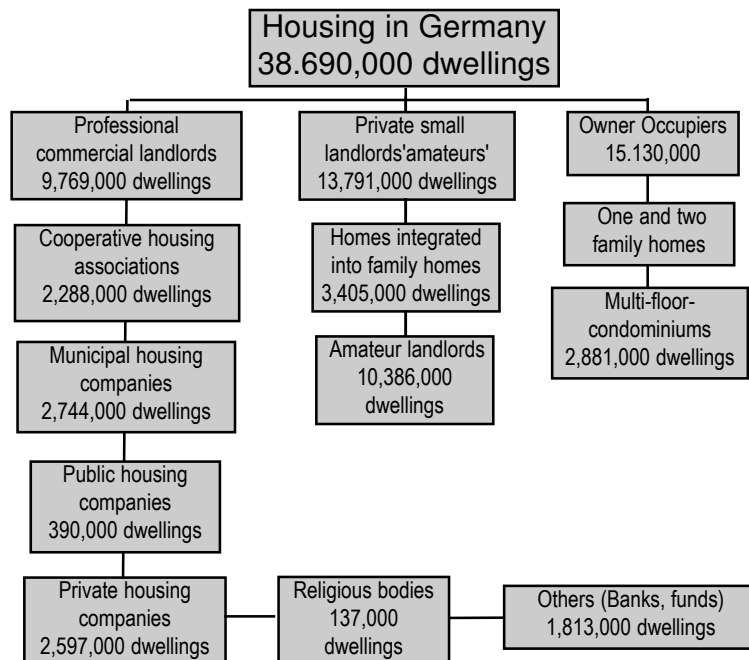 Housing in Germany
38.690,000 dwellings
Professional
commercial landlords
9,769,000 dwellings
Private small
landlords'amateurs'
13,791,000 dwellings
Owner Occupiers
15.130,000
Cooperative housing
associations
2,288,000 dwellings
Homes integrated
into family homes
3,405,000 dwellings
One and two
family homes
Municipal housing
companies
2,744,000 dwellings
Amateur landlords
10,386,000
dwellings
Multi-floor-
condominiums
2,881,000 dwellings
Public housing
companies
390,000 dwellings
Private housing
companies
2,597,000 dwellings
Religious bodies
137,000
dwellings
Others (Banks, funds)
1,813,000 dwellings